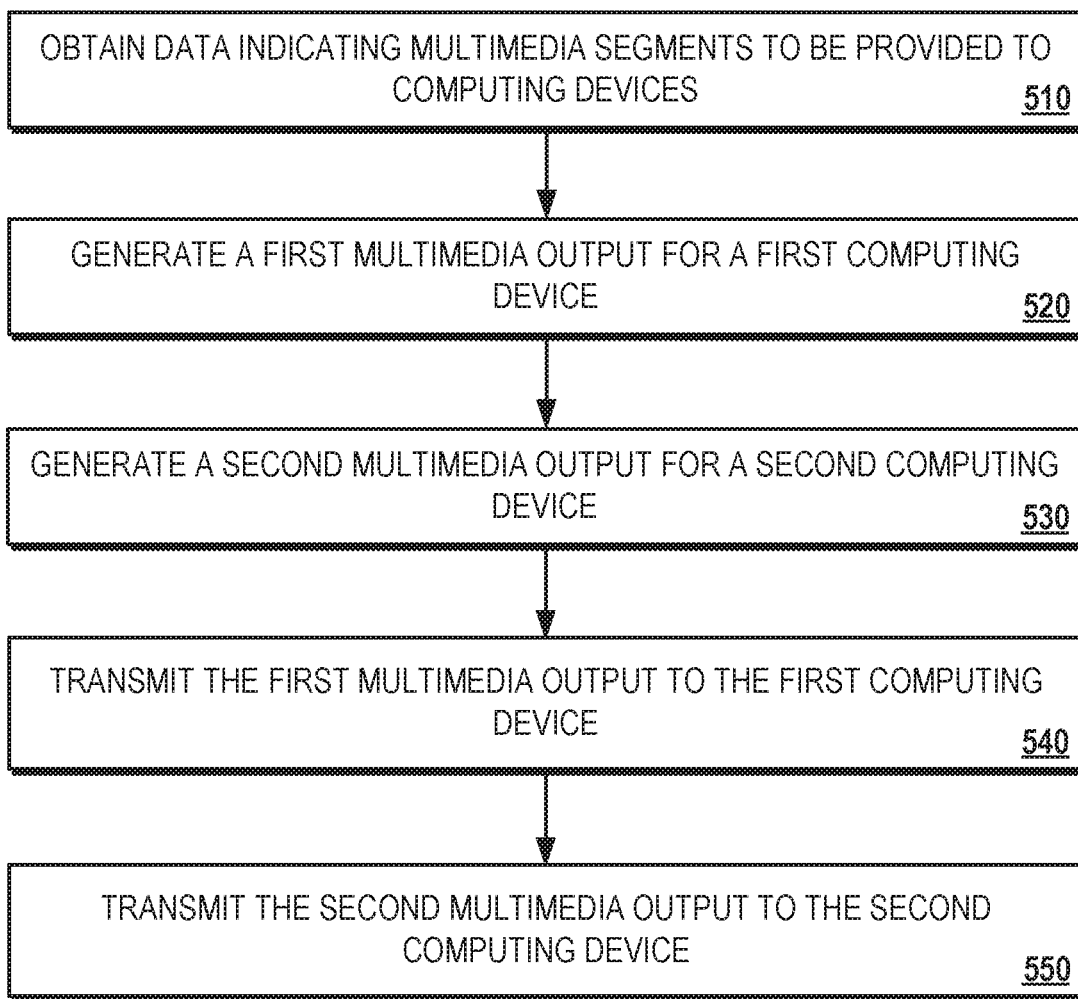 OBTAIN DATA INDICATING MULTIMEDIA SEGMENTS TO BE PROVIDED TO
COMPUTING DEVICES
510
GENERATE A FIRST MULTIMEDIA OUTPUT FOR A FIRST COMPUTING
DEVICE
520
GENERATE A SECOND MULTIMEDIA OUTPUT FOR A SECOND COMPUTING
DEVICE
530
TRANSMIT THE FIRST MULTIMEDIA OUTPUT TO THE FIRST COMPUTING
DEVICE
540
TRANSMIT THE SECOND MULTIMEDIA OUTPUT TO THE SECOND
COMPUTING DEVICE
550